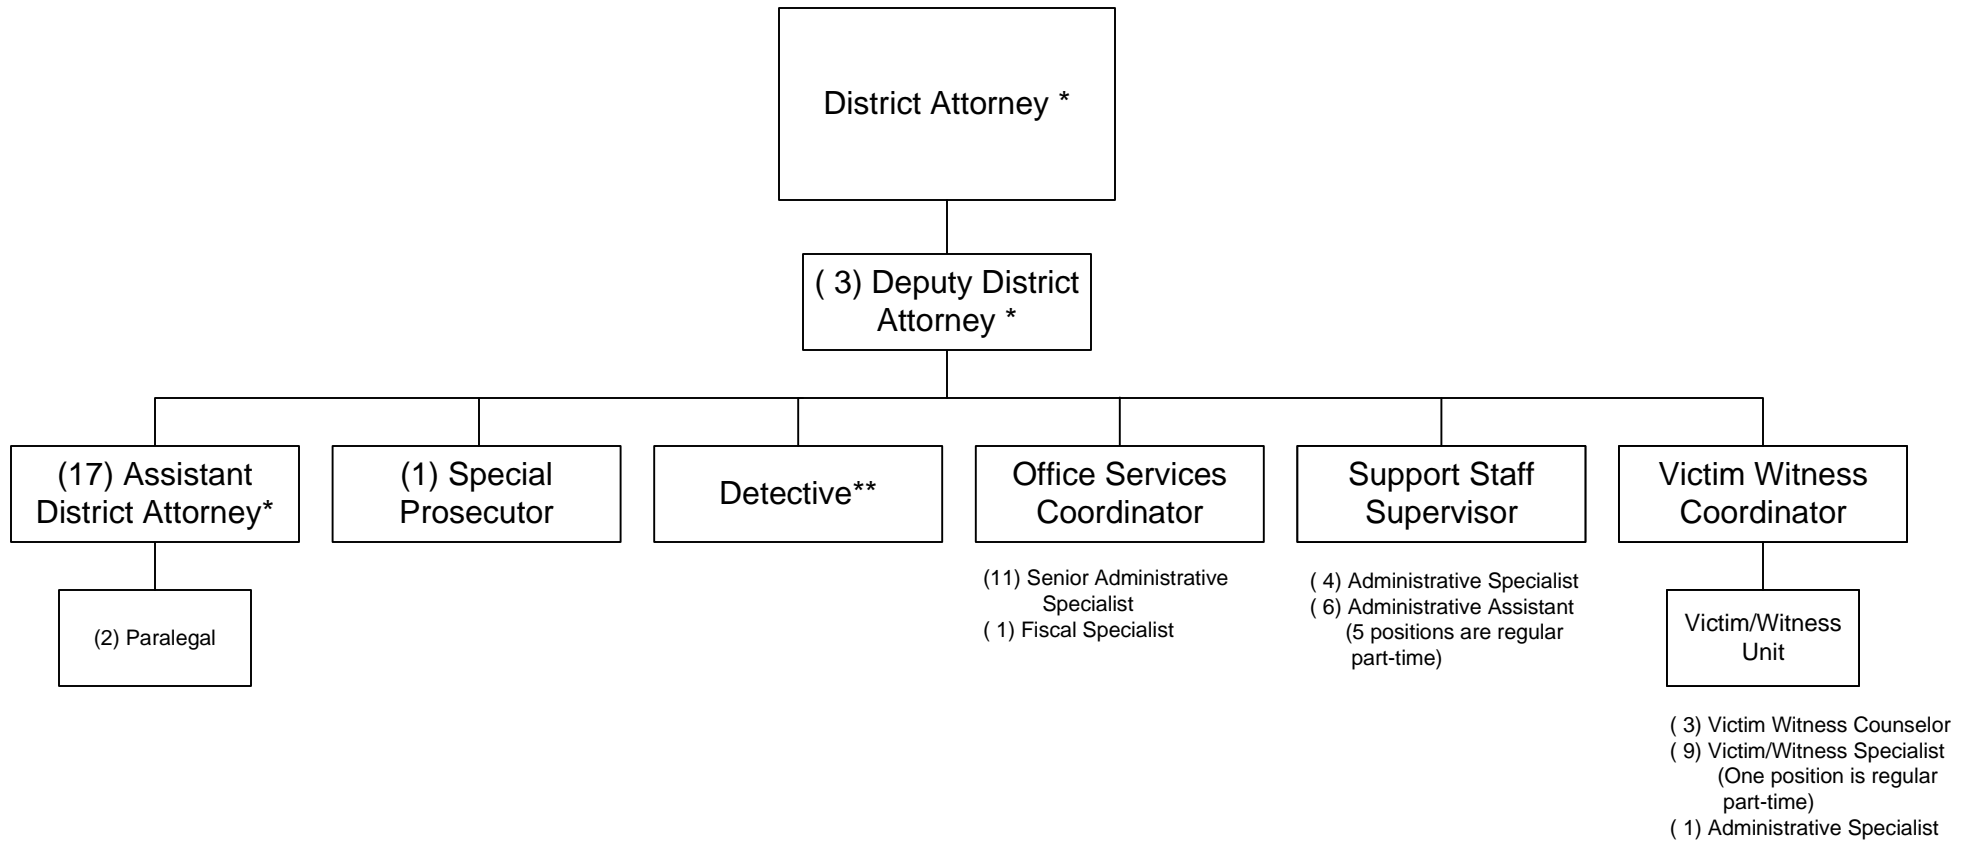 District Attorney *
( 3) Deputy District
Attorney *
(17) Assistant
District Attorney*
(1) Special
Prosecutor
Detective**
Office Services
Coordinator
Support Staff
Supervisor
Victim Witness
Coordinator
(2) Paralegal
(11) Senior Administrative
Specialist
( 1) Fiscal Specialist
( 4) Administrative Specialist
( 6) Administrative Assistant
(5 positions are regular
part-time)
Victim/Witness
Unit
( 3) Victim Witness Counselor
( 9) Victim/Witness Specialist
(One position is regular
part-time)
( 1) Administrative Specialist